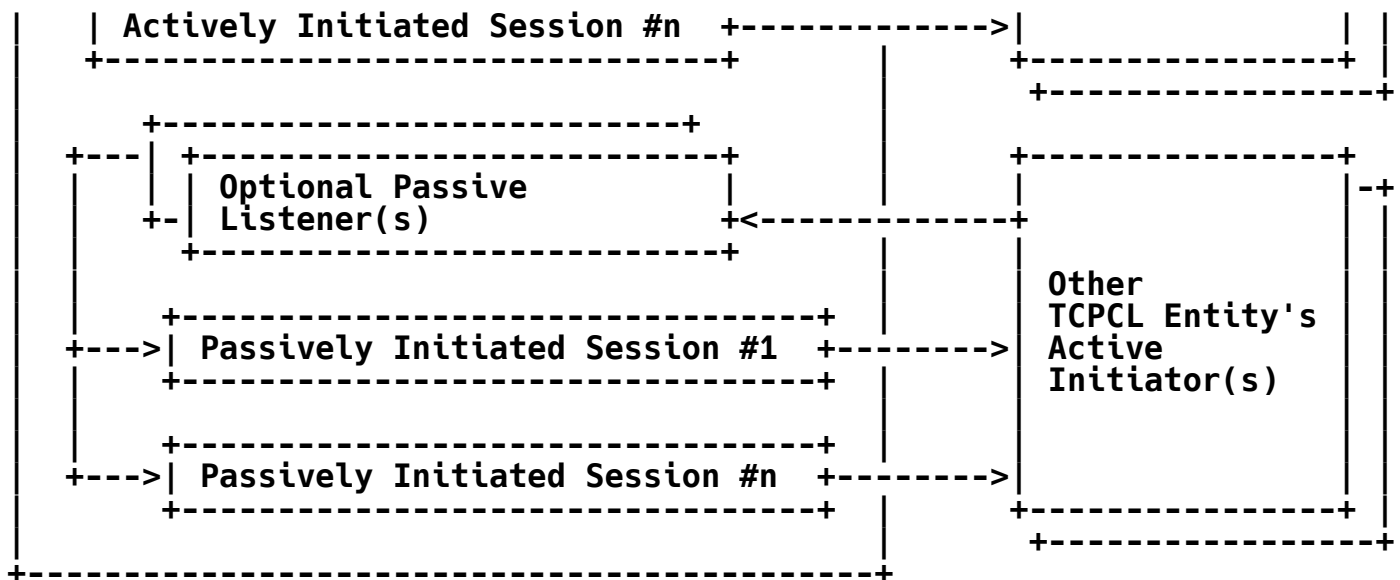 Actively Initiated Session #n
Optional Passive
Listener(s)
Other
TCPCL Entity's
Passively Initiated Session #1
Active
Initiator(s)
Passively Initiated Session #n